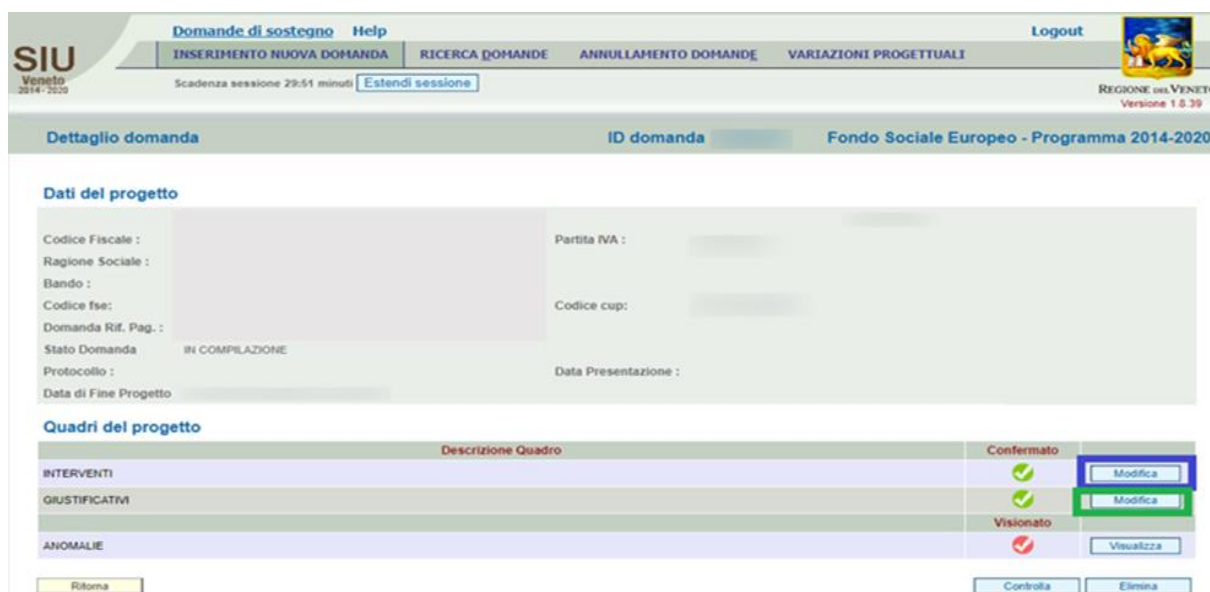 Domande di sostegno Help Logout
SIU
Veneto
2014-2020
INSERIMENTO NUOVA DOMANDA RICERCA DOMANDE ANNULLAMENTO DOMANDE VARIAZIONI PROGETTUALI
Scadenza sessione 29:51 minuti Estendi sessione
REGIONE DEL VENETO
Versione 1.8.39
Dettaglio domanda ID domanda Fondo Sociale Europeo - Programma 2014-2020
Dati del progetto
Codice Fiscale : Partita IVA :
Ragione Sociale :
Bando :
Codice fse: Codice cup:
Domanda Rif. Pag. :
Stato Domanda IN COMPILAZIONE
Protocollo : Data Presentazione :
Data di Fine Progetto
Quadri del progetto
Descrizione Quadro Confermato
INTERVENTI Modifica
GIUSTIFICATIVI Modifica
Visionato
ANOMALIE Visualizza
Ritorna Controlla Elimina